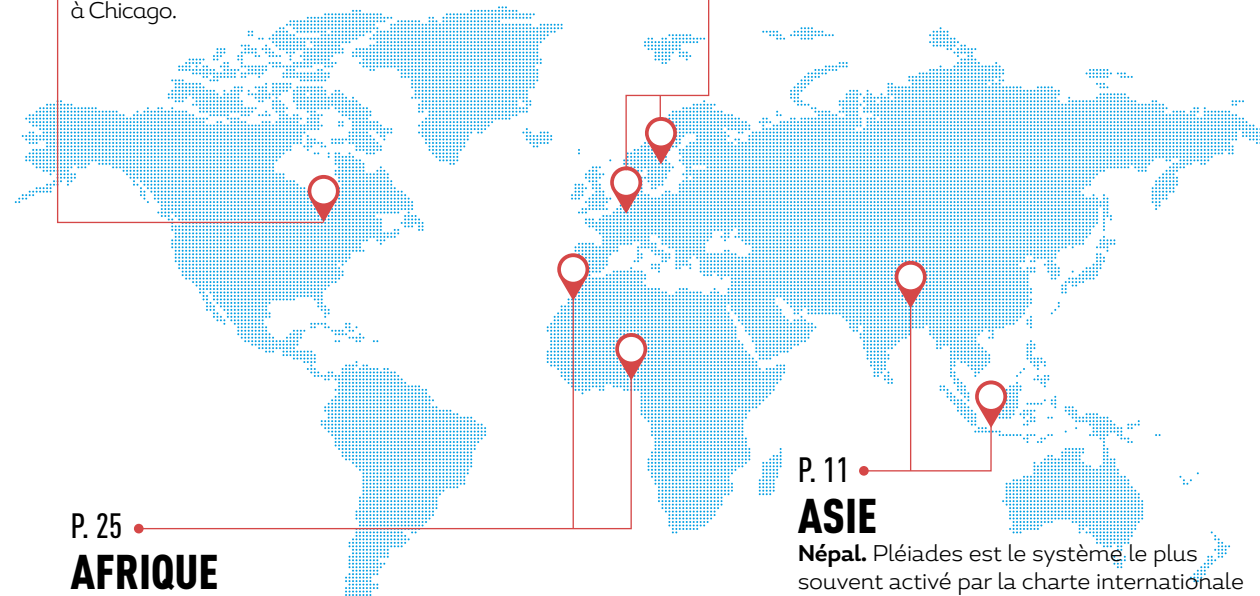 à Chicago.
P. 25
AFRIQUE
P. 11
ASIE
Népal. Pléiades est le système le plus
souvent activé par la charte internationale